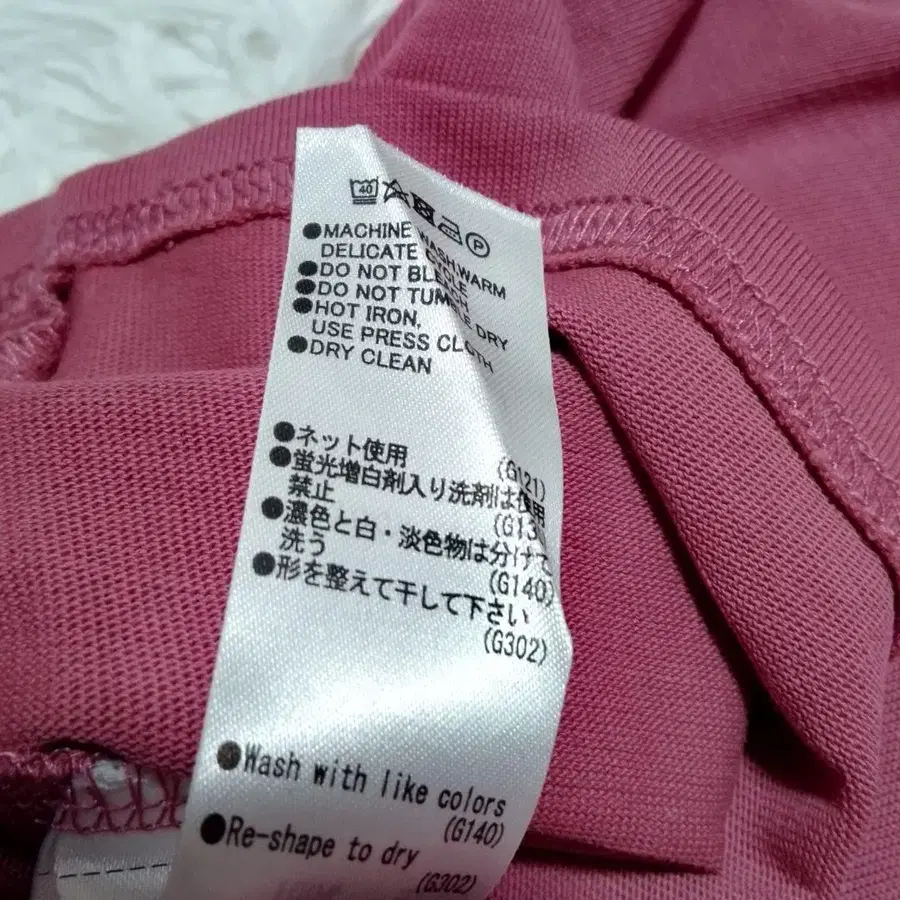 40 P
●MACHINE WASH,WARM
DELICATE CYCLE
●DO NOT BLEACH
●DO NOT TUMBLE DRY
●HOT IRON,
USE PRESS CLOTH
●DRY CLEAN
●ネット使用
(G121)
●蛍光増白剤入り洗剤は使用
禁止
(G13
●濃色と白・淡色物は分けて
洗う
(G140)
●形を整えて干して下さい
(G302)
●Wash with like colors
(G140)
●Re-shape to dry
(G302)